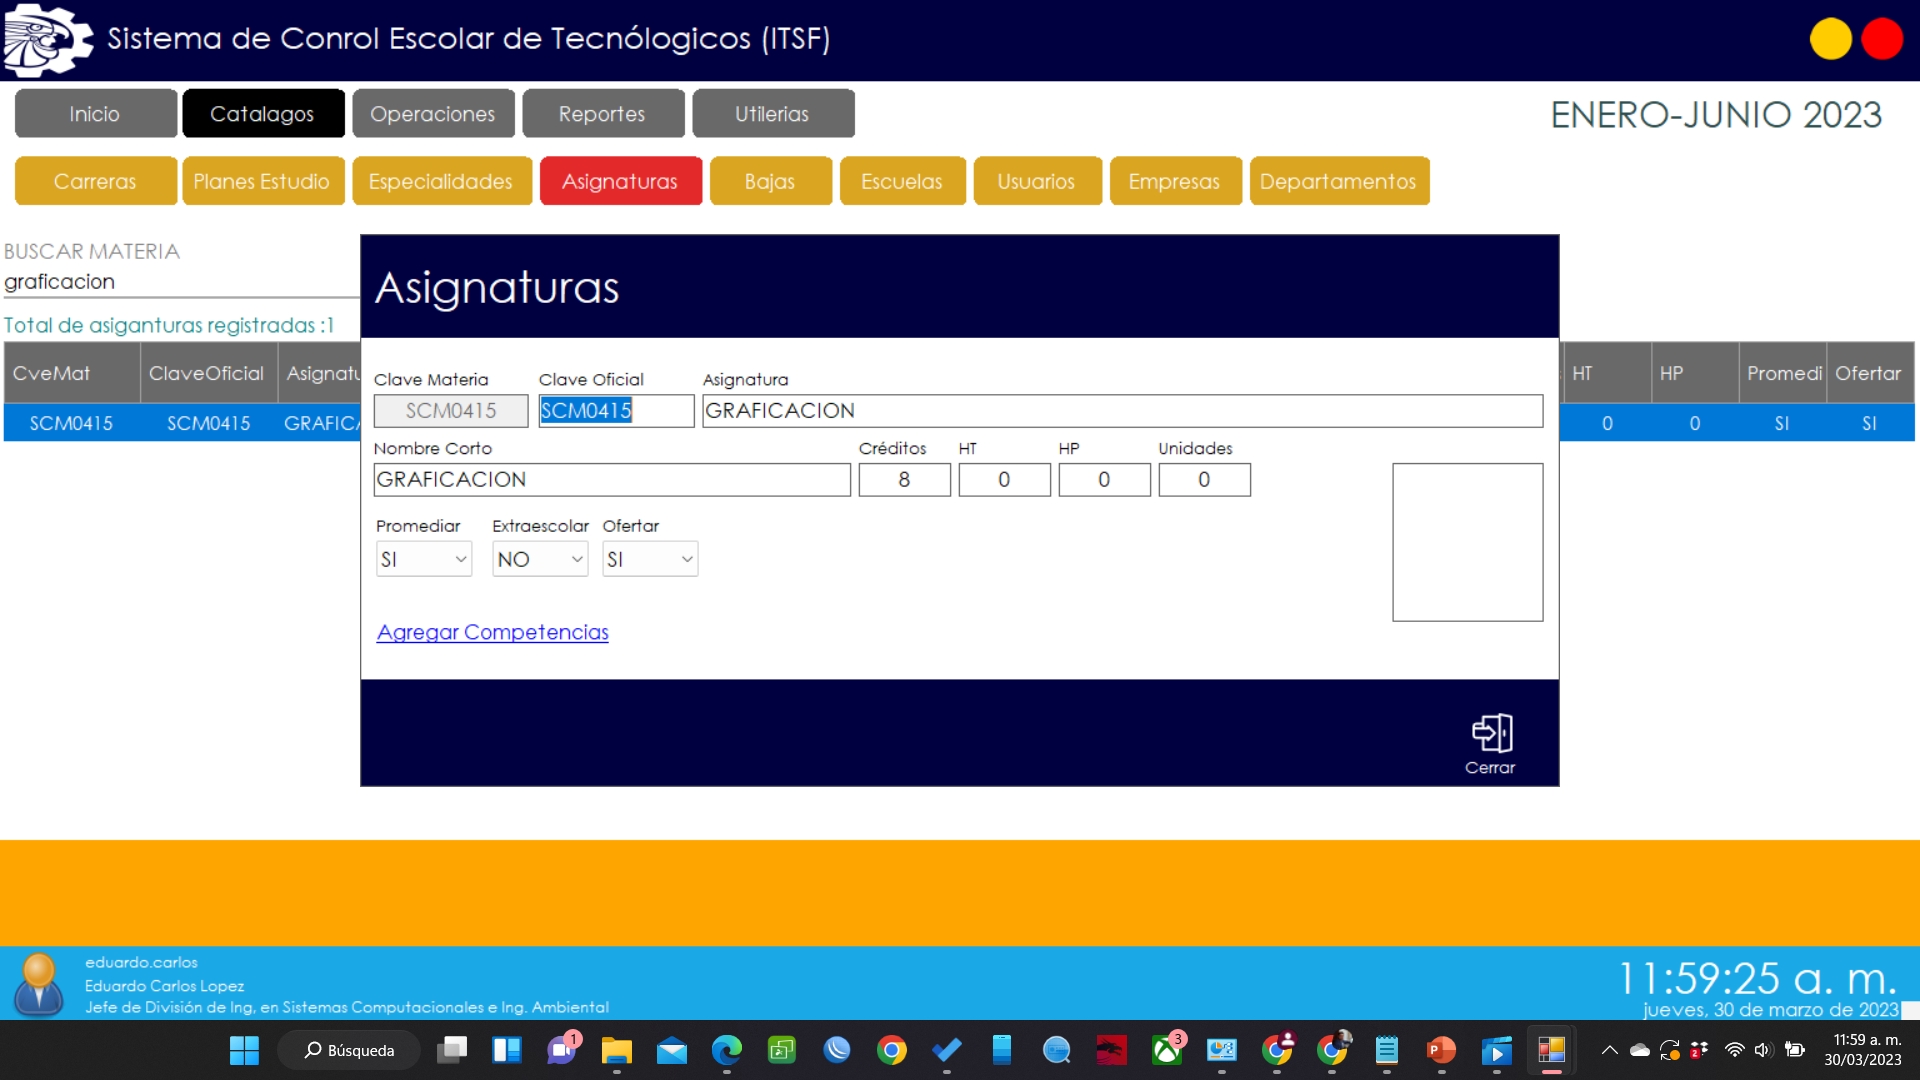 Sistema de Conrol Escolar de Tecnólogicos (ITSF)
Inicio
Catalagos
Operaciones
Reportes
Utilerias
ENERO-JUNIO 2023
Carreras
Planes Estudio
Especialidades
Asignaturas
Bajas
Escuelas
Usuarios
Empresas
Departamentos
BUSCAR MATERIA
graficacion
Total de asiganturas registradas :1
CveMat ClaveOficial Asignatu HT HP Promedi Ofertar
SCM0415 SCM0415 GRAFICA 0 0 SI SI
Asignaturas
Clave Materia Clave Oficial Asignatura
SCM0415 SCM0415 GRAFICACION
Nombre Corto Créditos HT HP Unidades
GRAFICACION 8 0 0 0
Promediar Extraescolar Ofertar
SI NO SI
Agregar Competencias
Cerrar
eduardo.carlos
Eduardo Carlos Lopez
Jefe de División de Ing, en Sistemas Computacionales e Ing. Ambiental
11:59:25 a. m.
jueves, 30 de marzo de 2023
Búsqueda
1
3
P
2
11:59 a. m.
30/03/2023